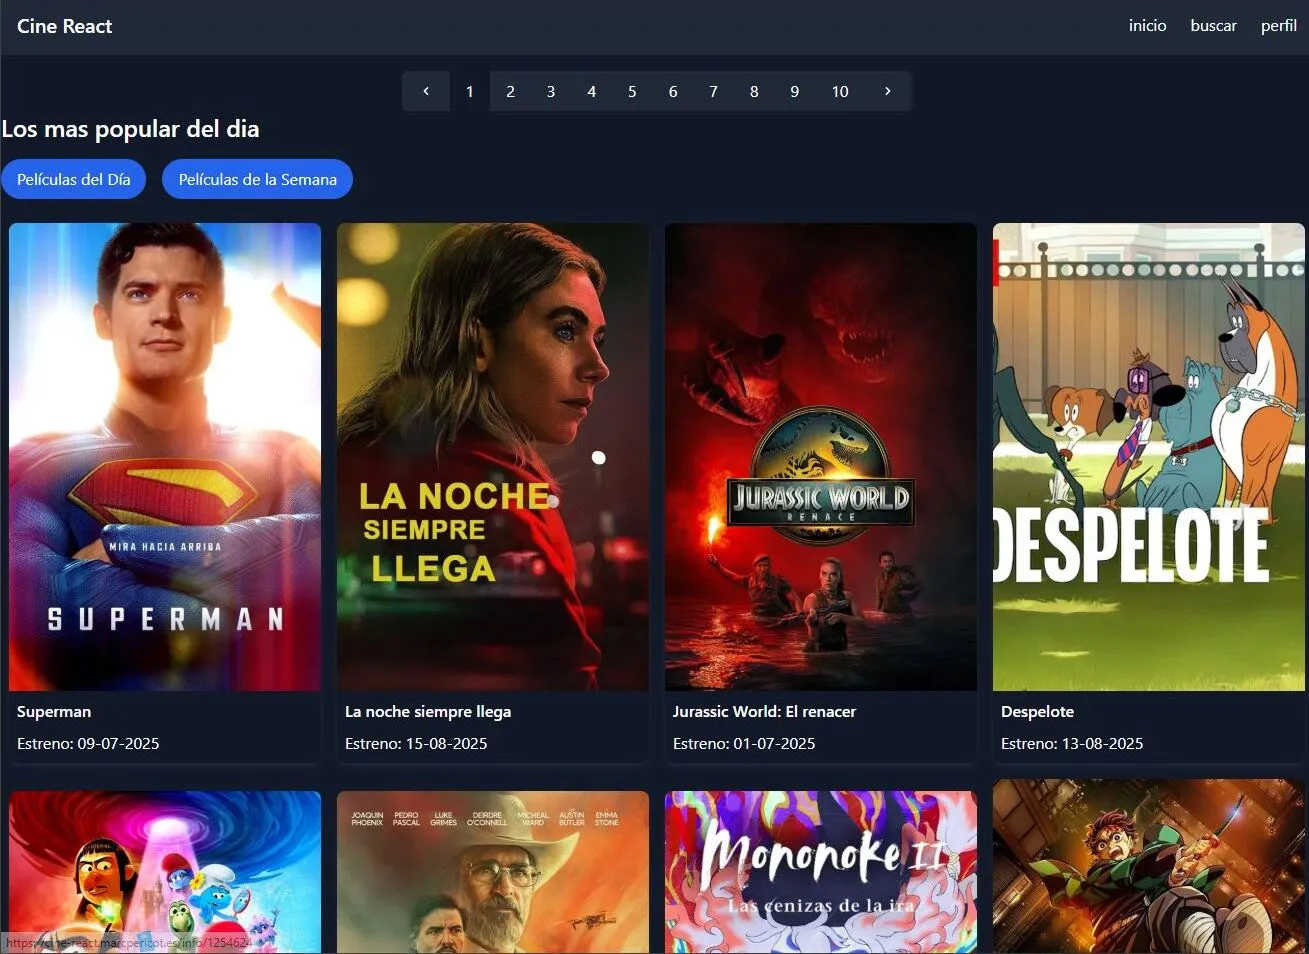 Cine React
inicio buscar perfil
‹ 1 2 3 4 5 6 7 8 9 10 ›
Los mas popular del dia
Películas del Día
Películas de la Semana
MIRA HACIA ARRIBA
SUPERMAN
LA NOCHE
SIEMPRE
LLEGA
JURASSIC WORLD
RENACE
DESPELOTE
Superman
Estreno: 09-07-2025
La noche siempre llega
Estreno: 15-08-2025
Jurassic World: El renacer
Estreno: 01-07-2025
Despelote
Estreno: 13-08-2025
JOAQUIN PHOENIX
PEDRO PASCAL
LUKE GRIMES
DEIRDRE O'CONNELL
MICHEAL WARD
AUSTIN BUTLER
EMMA STONE
Mononoke II
Las cenizas de la ira
https://cine-react.marcpericot.es/info/1254624